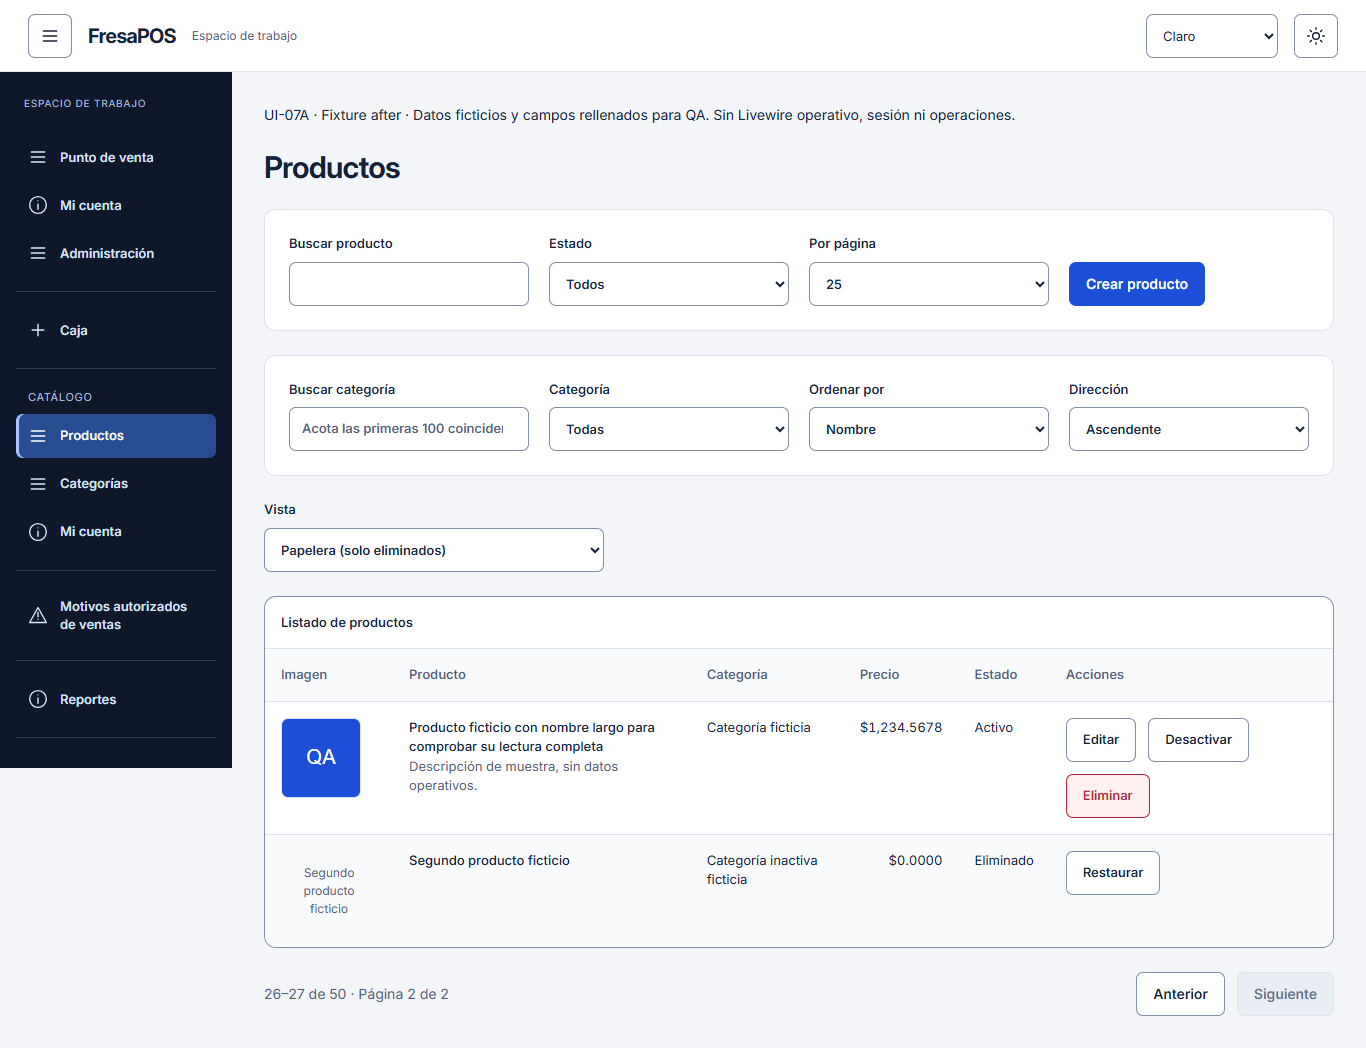 FresaPOS
Espacio de trabajo
Claro
ESPACIO DE TRABAJO
Punto de venta
Mi cuenta
Administración
Caja
CATÁLOGO
Productos
Categorías
Mi cuenta
Motivos autorizados
de ventas
Reportes
UI-07A · Fixture after · Datos ficticios y campos rellenados para QA. Sin Livewire operativo, sesión ni operaciones.
Productos
Buscar producto
Estado
Por página
Todos
25
Crear producto
Buscar categoría
Categoría
Ordenar por
Dirección
Acota las primeras 100 coincide
Todas
Nombre
Ascendente
Vista
Papelera (solo eliminados)
Listado de productos
Imagen
Producto
Categoría
Precio
Estado
Acciones
QA
Producto ficticio con nombre largo para
comprobar su lectura completa
Descripción de muestra, sin datos
operativos.
Categoría ficticia
$1,234.5678
Activo
Editar
Desactivar
Eliminar
Segundo
producto
ficticio
Segundo producto ficticio
Categoría inactiva
ficticia
$0.0000
Eliminado
Restaurar
26–27 de 50 · Página 2 de 2
Anterior
Siguiente